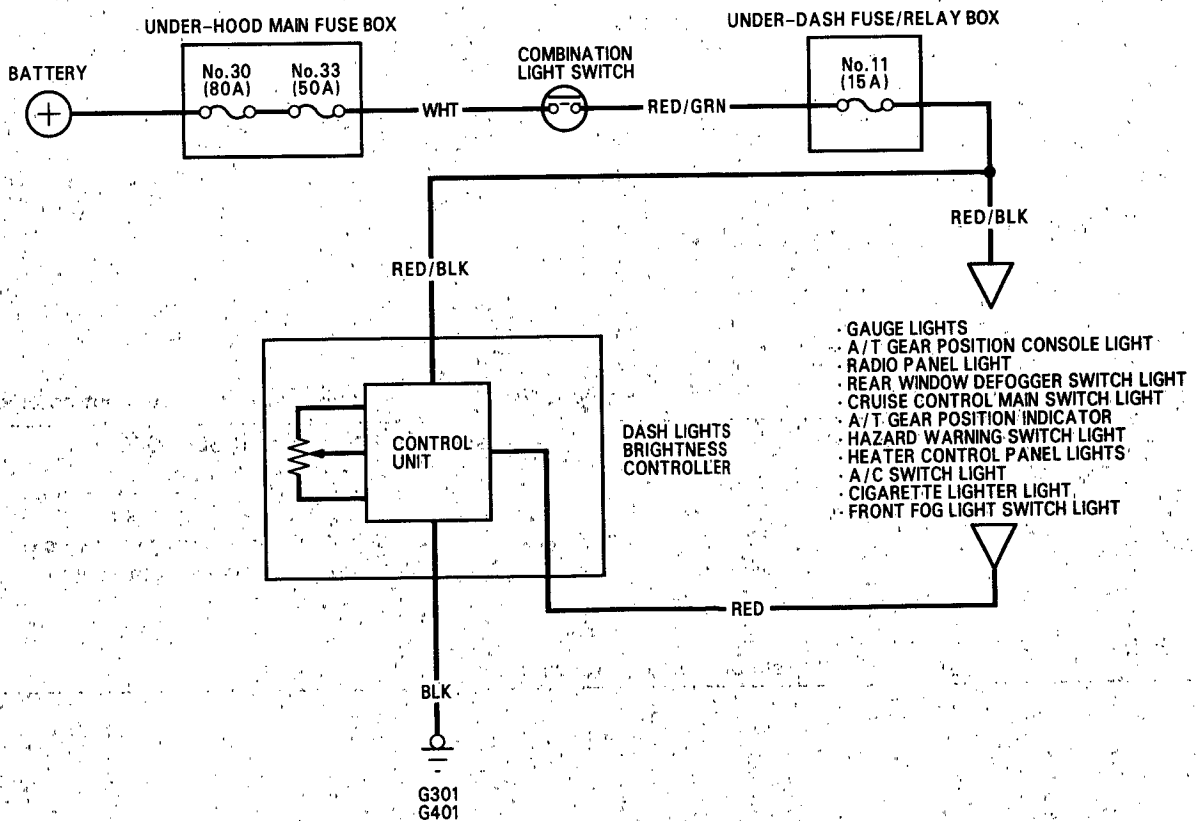 UNDER-HOOD MAIN FUSE BOX
UNDER-DASH FUSE/RELAY BOX
BATTERY
No.30
(80A)
No.33
(50A)
COMBINATION
LIGHT SWITCH
No.11
(15A)
WHT
RED/GRN
RED/BLK
RED/BLK
· GAUGE LIGHTS
· A/T GEAR POSITION CONSOLE LIGHT
· RADIO PANEL LIGHT
· REAR WINDOW DEFOGGER SWITCH LIGHT
· CRUISE CONTROL MAIN SWITCH LIGHT
· A/T GEAR POSITION INDICATOR
· HAZARD WARNING SWITCH LIGHT
· HEATER CONTROL PANEL LIGHTS
· A/C SWITCH LIGHT
· CIGARETTE LIGHTER LIGHT
· FRONT FOG LIGHT SWITCH LIGHT
CONTROL
UNIT
DASH LIGHTS
BRIGHTNESS
CONTROLLER
RED
BLK
G301
G401